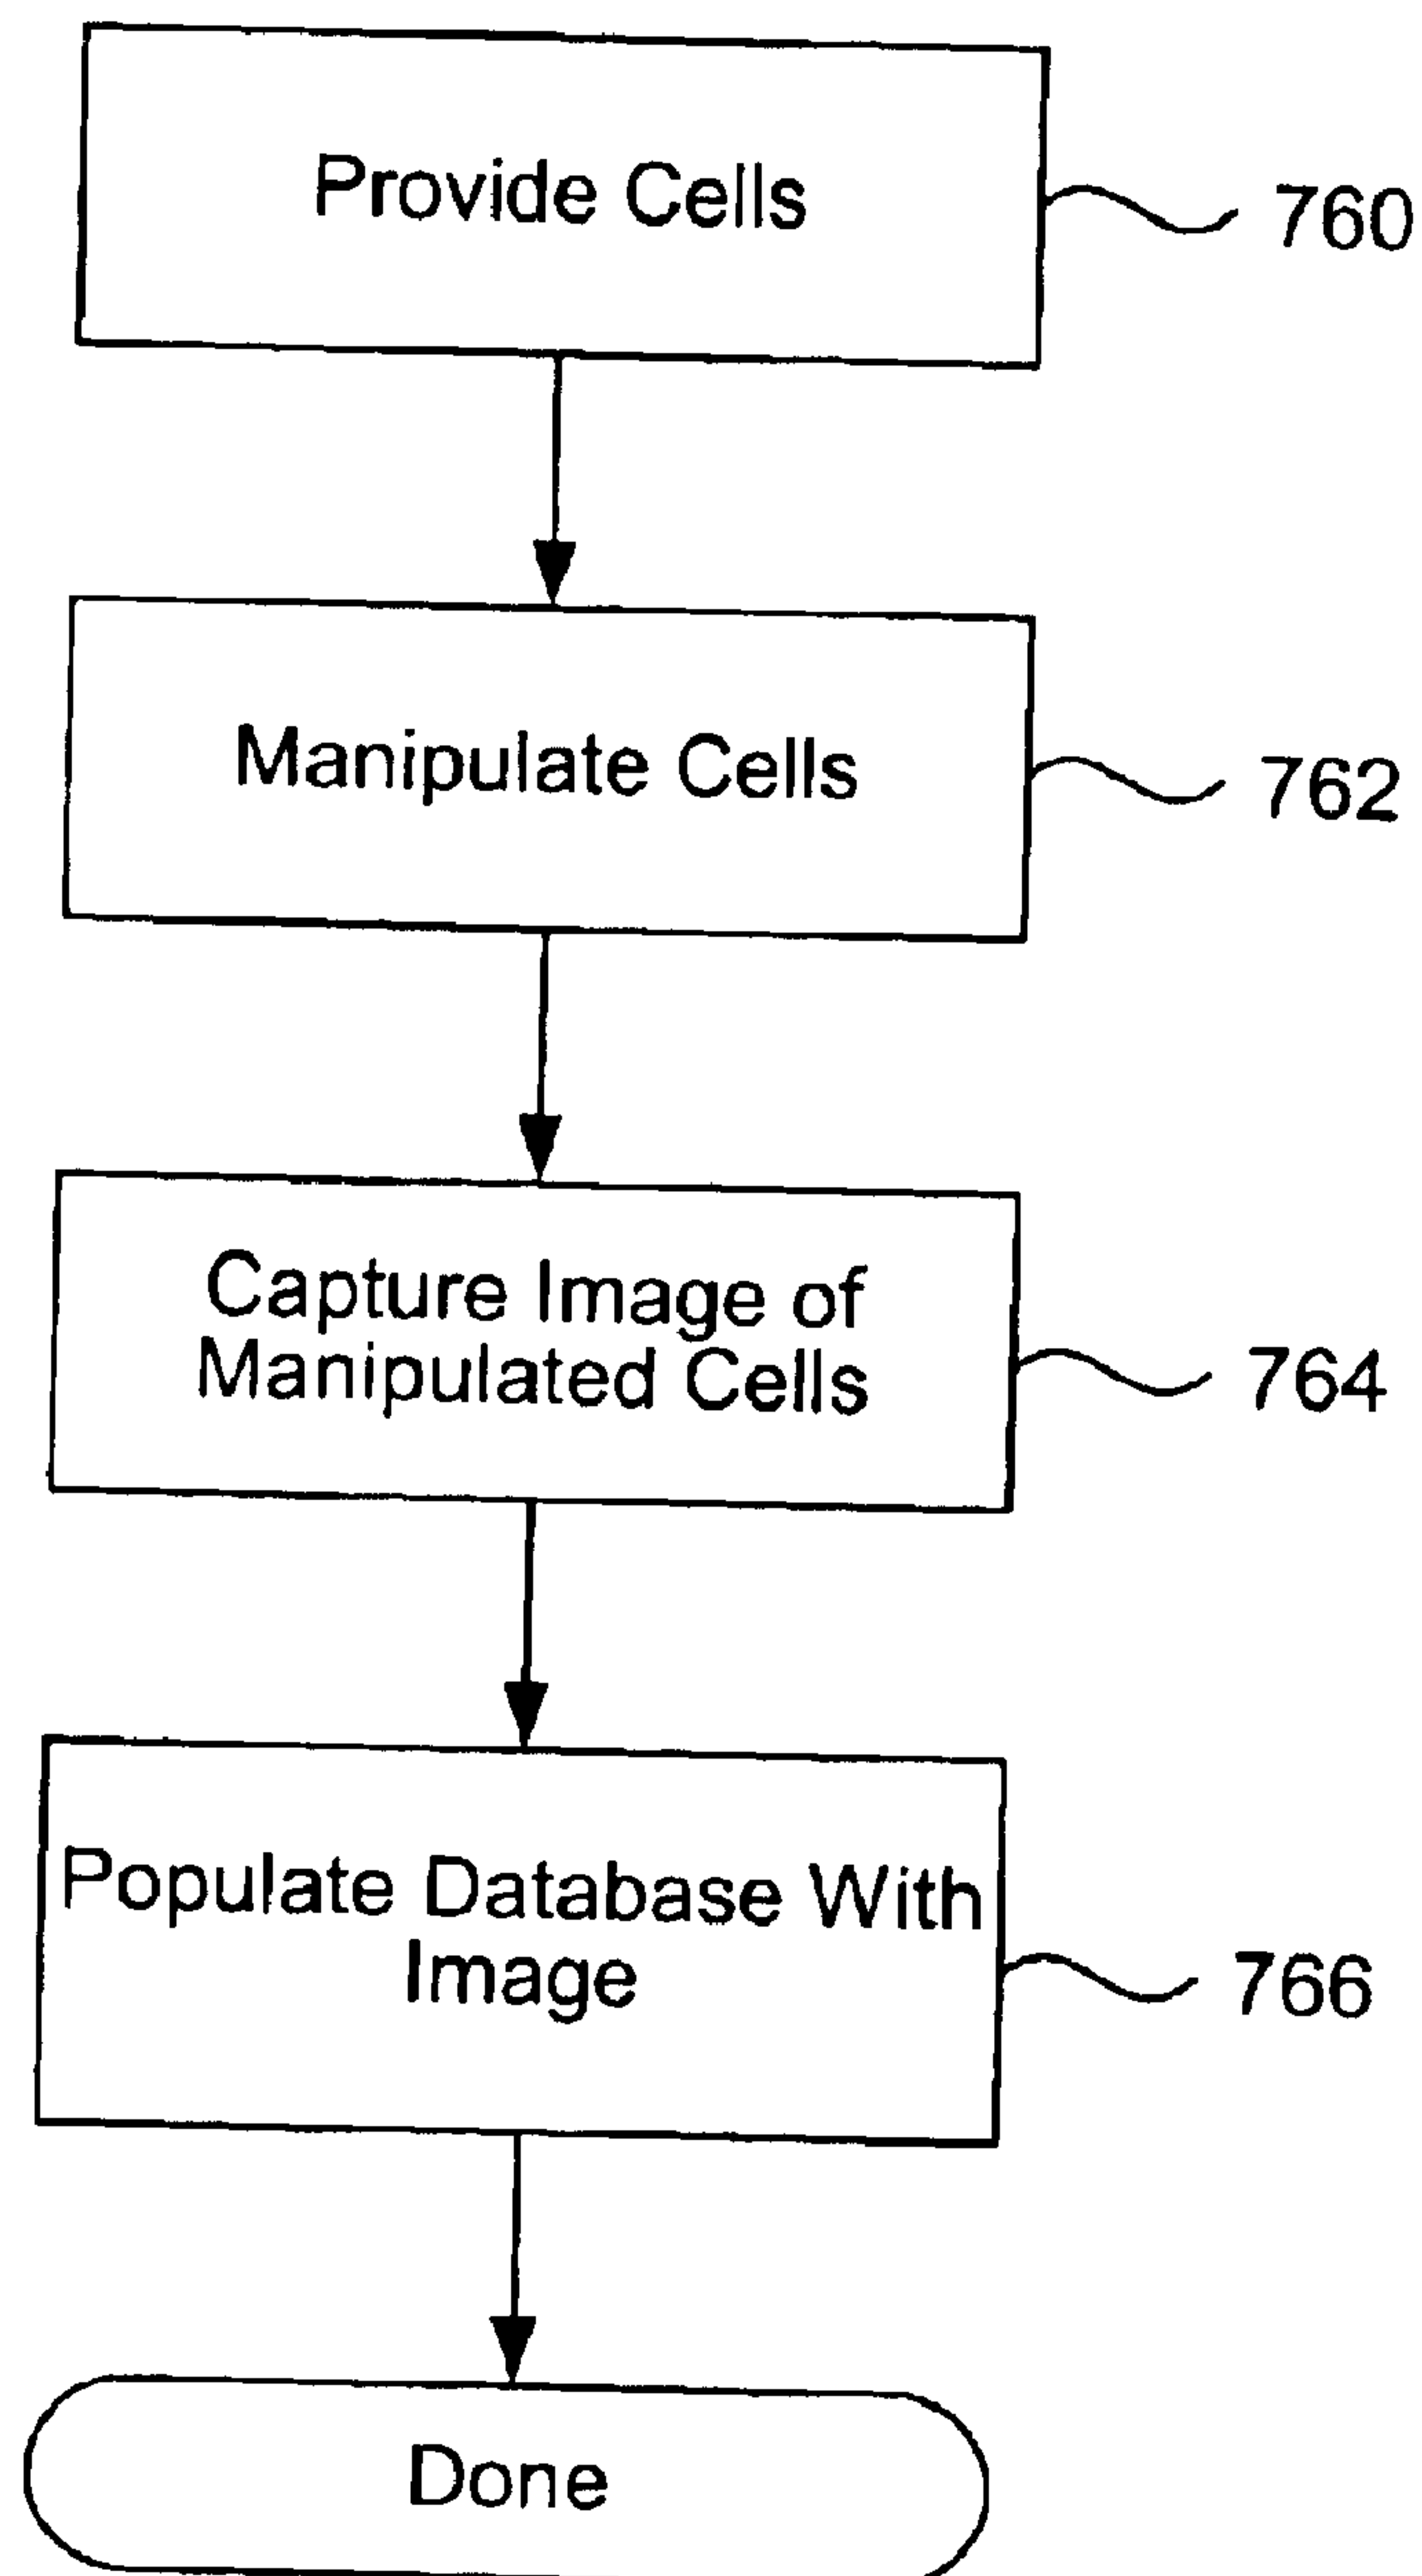 Provide Cells
760
Manipulate Cells
762
Capture Image of
Manipulated Cells
764
Populate Database With
Image
766
Done